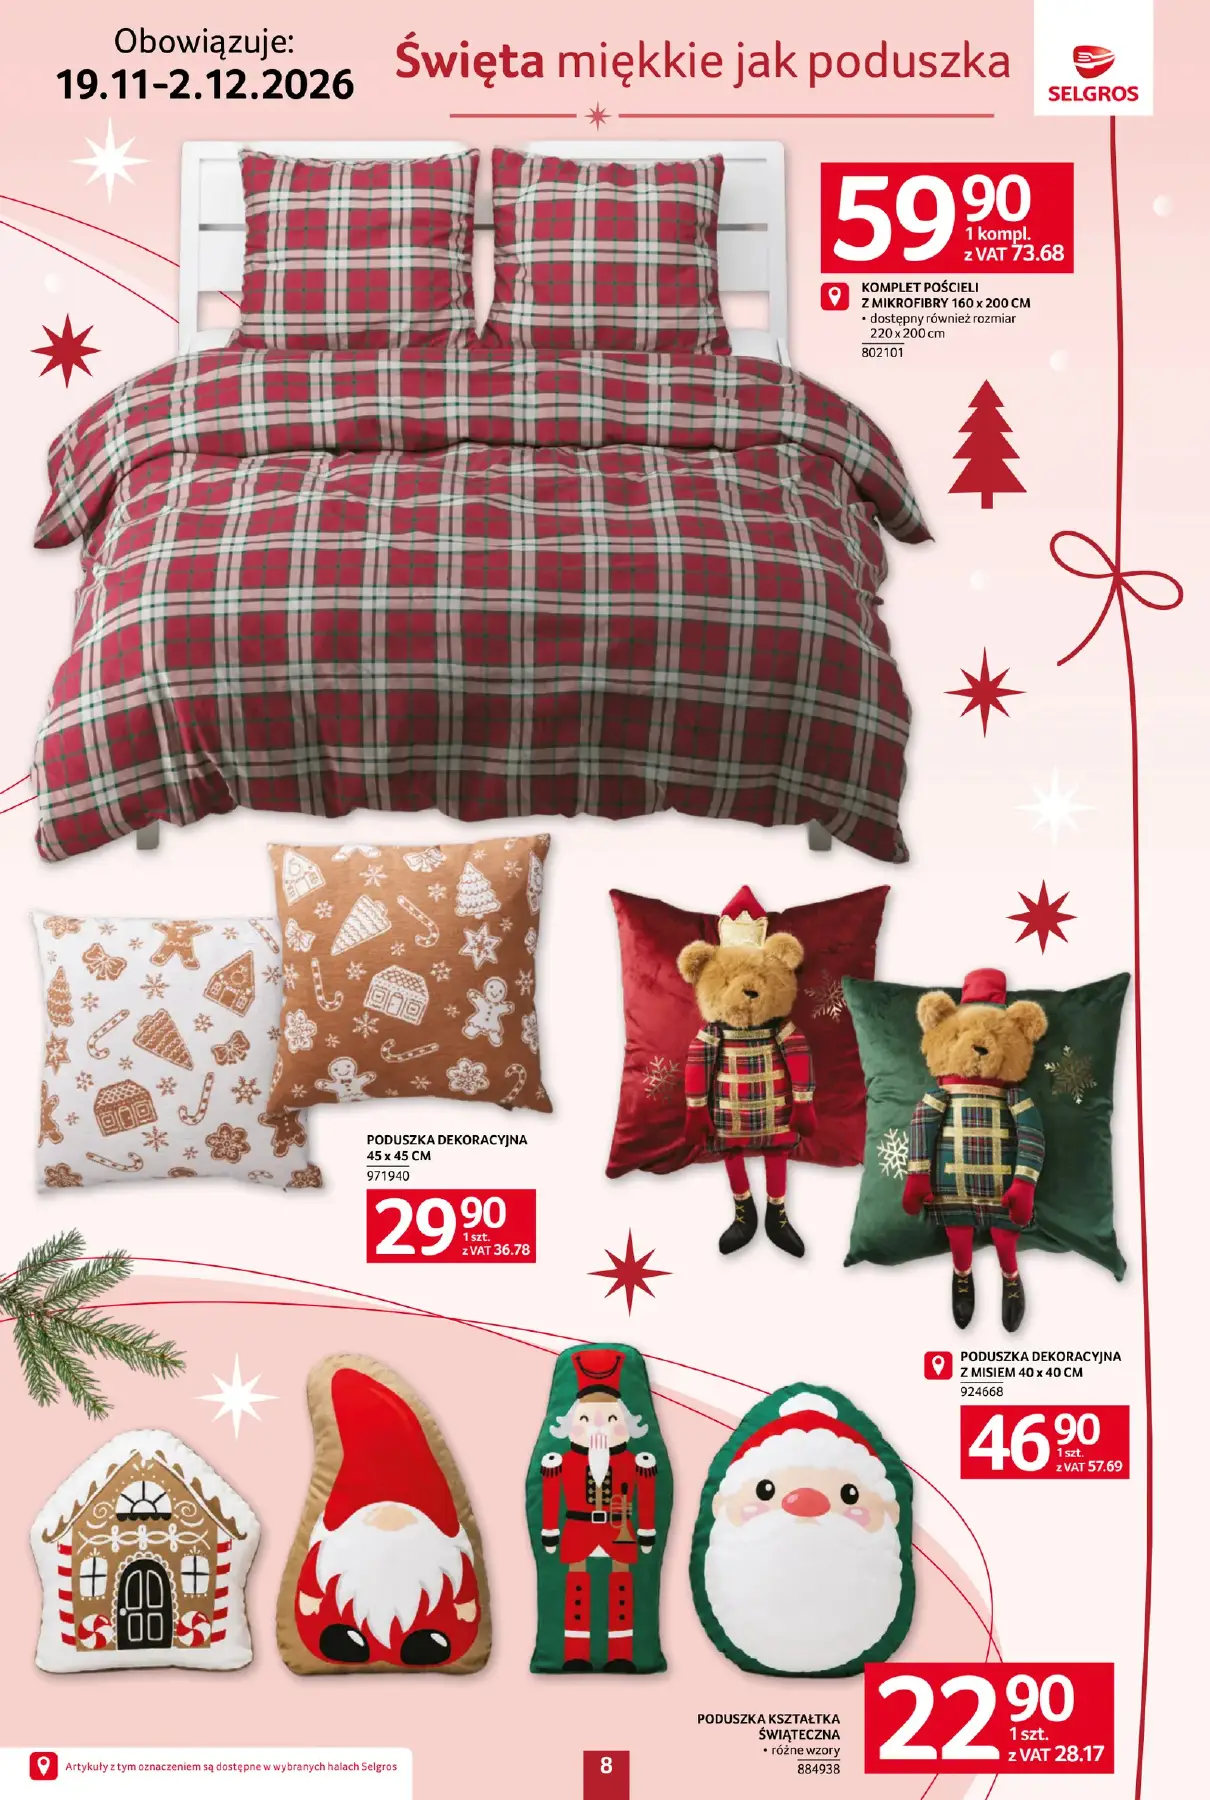 Obowiązuje:
19.11-2.12.2026
Święta miękkie jak poduszka
SELGROS
59 90
1 kompl.
z VAT 73.68
KOMPLET POŚCIELI
Z MIKROFIBRY 160 x 200 CM
• dostępny również rozmiar
220 x 200 cm
802101
PODUSZKA DEKORACYJNA
45 x 45 CM
971940
29 90
1 szt.
z VAT 36.78
PODUSZKA DEKORACYJNA
Z MISIEM 40 x 40 CM
924668
46 90
1 szt.
z VAT 57.69
PODUSZKA KSZTAŁTKA
ŚWIĄTECZNA
• różne wzory
884938
22 90
1 szt.
z VAT 28.17
Artykuły z tym oznaczeniem są dostępne w wybranych halach Selgros
8